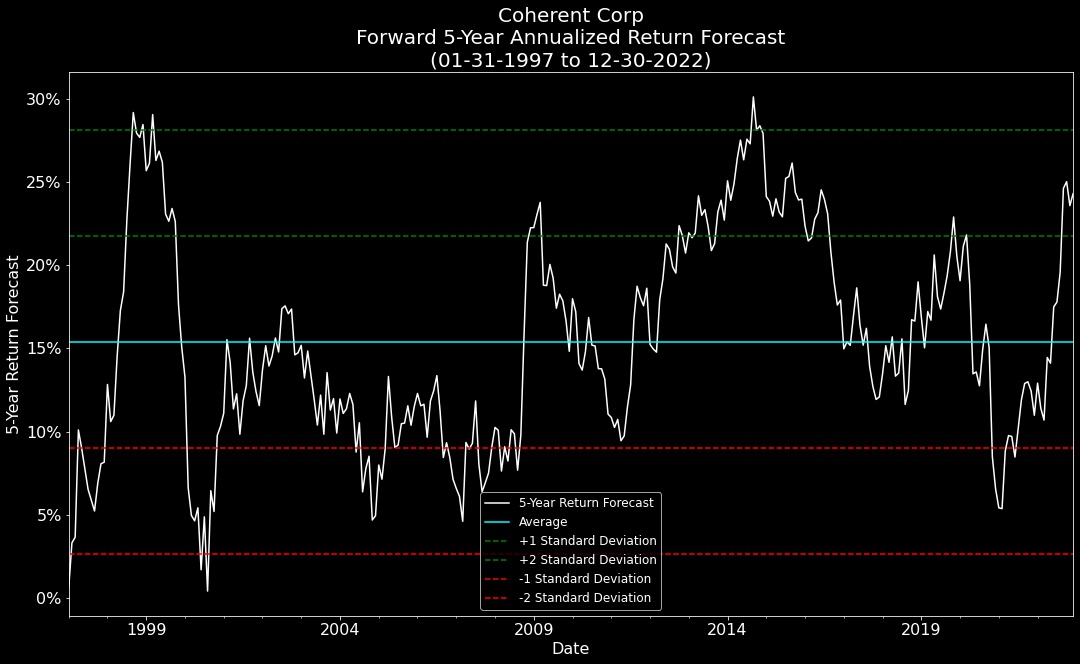 Coherent Corp
Forward 5-Year Annualized Return Forecast
(01-31-1997 to 12-30-2022)
5-Year Return Forecast
30%
25%
20%
15%
10%
5%
0%
5-Year Return Forecast
Average
+1 Standard Deviation
+2 Standard Deviation
-1 Standard Deviation
-2 Standard Deviation
1999
2004
2009
2014
2019
Date